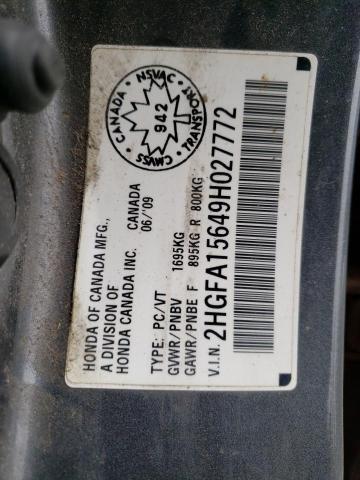 HONDA OF CANADA MFG.,
A DIVISION OF
HONDA CANADA INC.
CANADA
06/'09
TYPE: PC/VT
GVWR/PNBV 1695KG
GAWR/PNBE F 895KG R 800KG
V.I.N. 2HGFA15649H027772
CANADA · NSVAC · TRANSPORT · CMVSS
942